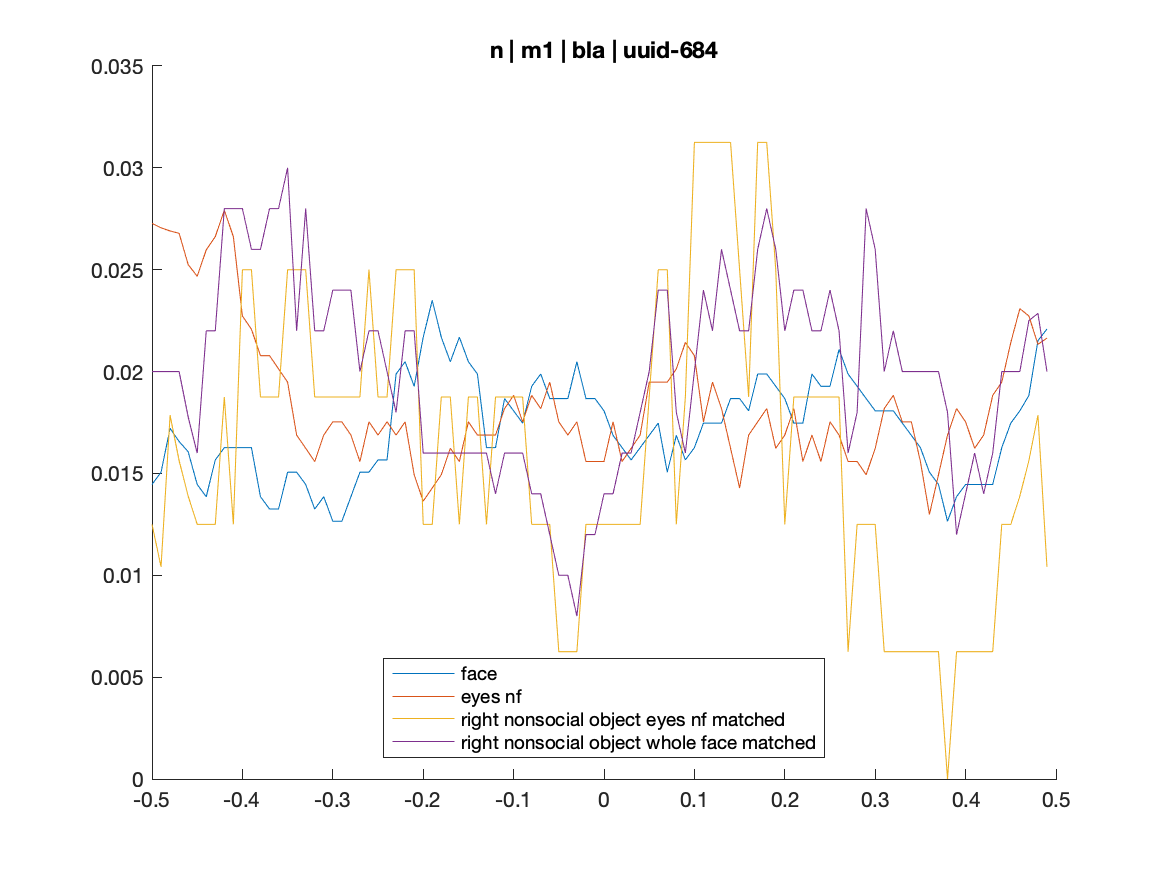 n | m1 | bla | uuid-684
0.035
0.03
0.025
0.02
0.015
0.01
0.005
0
face
eyes nf
right nonsocial object eyes nf matched
right nonsocial object whole face matched
-0.5 -0.4 -0.3 -0.2 -0.1 0 0.1 0.2 0.3 0.4 0.5